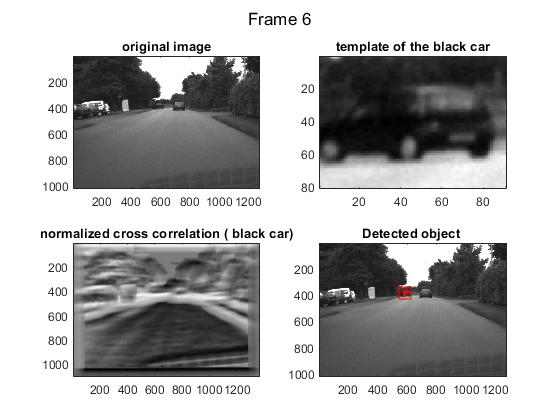 Frame 6
original image
200
400
600
800
1000
200 400 600 800 1000 1200
template of the black car
20
40
60
80
20 40 60 80
normalized cross correlation ( black car)
200
400
600
800
1000
200 400 600 800 1000 1200
Detected object
200
400
600
800
1000
200 400 600 800 1000 1200